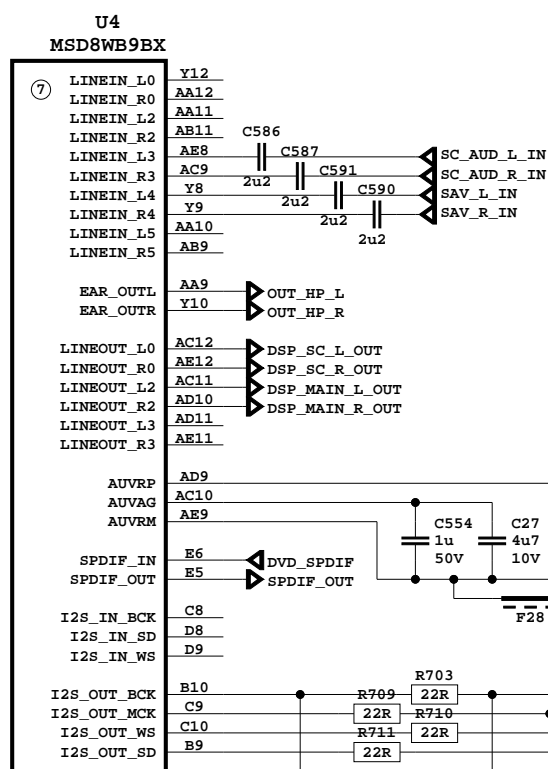 U4
MSD8WB9BX
7
LINEIN_L0 Y12
LINEIN_R0 AA12
LINEIN_L2 AA11
LINEIN_R2 AB11
C586
LINEIN_L3 AE8 C587 SC_AUD_L_IN
LINEIN_R3 AC9 C591 SC_AUD_R_IN
2u2
LINEIN_L4 Y8 C590 SAV_L_IN
2u2
LINEIN_R4 Y9 2u2 SAV_R_IN
LINEIN_L5 AA10
2u2
LINEIN_R5 AB9
EAR_OUTL AA9 OUT_HP_L
EAR_OUTR Y10 OUT_HP_R
LINEOUT_L0 AC12 DSP_SC_L_OUT
LINEOUT_R0 AE12 DSP_SC_R_OUT
LINEOUT_L2 AC11 DSP_MAIN_L_OUT
LINEOUT_R2 AD10 DSP_MAIN_R_OUT
LINEOUT_L3 AD11
LINEOUT_R3 AE11
AUVRP AD9
AUVAG AC10
AUVRM AE9
C554 C27
1u 4u7
50V 10V
SPDIF_IN E6 DVD_SPDIF
SPDIF_OUT E5 SPDIF_OUT
I2S_IN_BCK C8
F28
I2S_IN_SD D8
I2S_IN_WS D9
R703
I2S_OUT_BCK B10 R709 22R
I2S_OUT_MCK C9 22R R710
I2S_OUT_WS C10 R711 22R
I2S_OUT_SD B9 22R